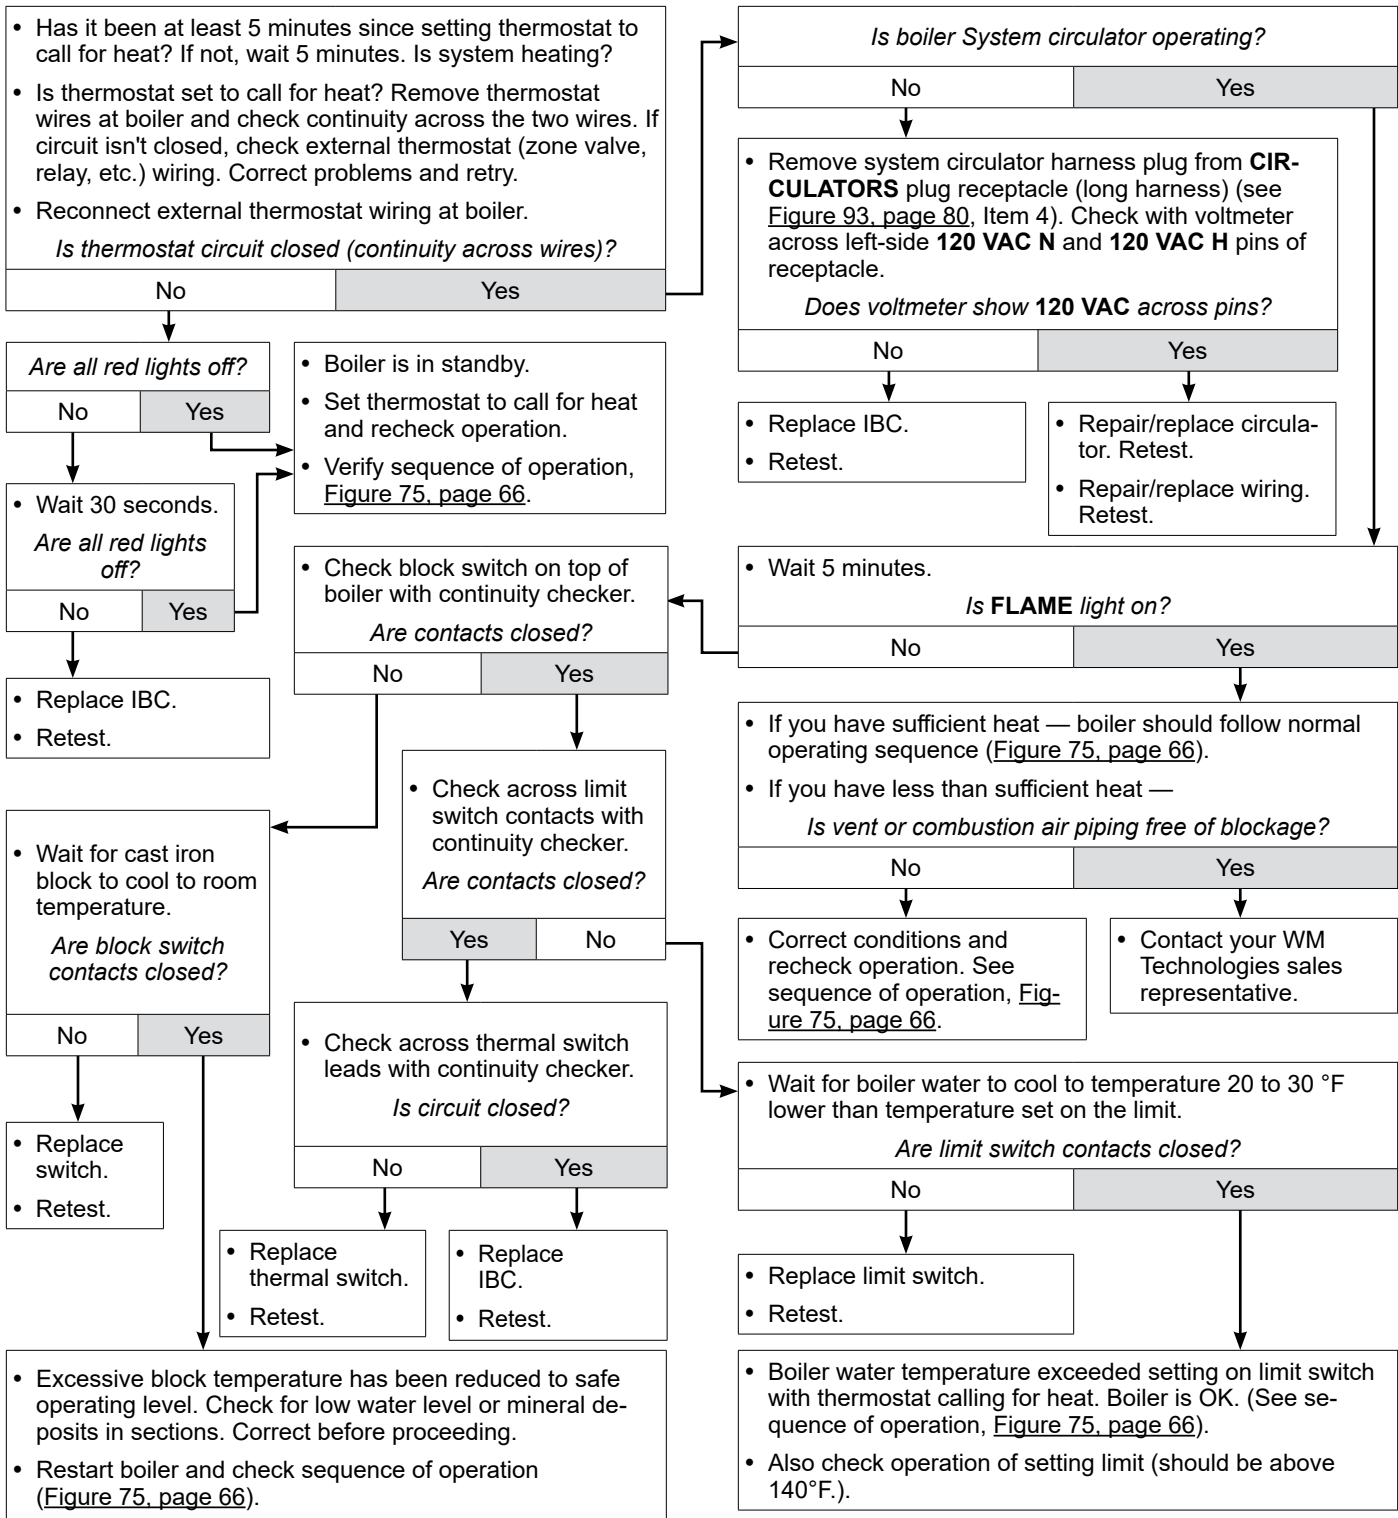 • Has it been at least 5 minutes since setting thermostat to
call for heat? If not, wait 5 minutes. Is system heating?
• Is thermostat set to call for heat? Remove thermostat
wires at boiler and check continuity across the two wires. If
circuit isn't closed, check external thermostat (zone valve,
relay, etc.) wiring. Correct problems and retry.
• Reconnect external thermostat wiring at boiler.
Is thermostat circuit closed (continuity across wires)?
No
Yes
Are all red lights off?
No
Yes
• Boiler is in standby.
• Set thermostat to call for heat
and recheck operation.
• Verify sequence of operation,
Figure 75, page 66.
• Wait 30 seconds.
Are all red lights
off?
No
Yes
• Replace IBC.
• Retest.
Is boiler System circulator operating?
No
Yes
• Remove system circulator harness plug from CIR-
CULATORS plug receptacle (long harness) (see
Figure 93, page 80, Item 4). Check with voltmeter
across left-side 120 VAC N and 120 VAC H pins of
receptacle.
Does voltmeter show 120 VAC across pins?
No
Yes
• Replace IBC.
• Retest.
• Repair/replace circula-
tor. Retest.
• Repair/replace wiring.
Retest.
• Wait 5 minutes.
Is FLAME light on?
No
Yes
• Check block switch on top of
boiler with continuity checker.
Are contacts closed?
No
Yes
• If you have sufficient heat — boiler should follow normal
operating sequence (Figure 75, page 66).
• If you have less than sufficient heat —
Is vent or combustion air piping free of blockage?
No
Yes
• Correct conditions and
recheck operation. See
sequence of operation, Fig-
ure 75, page 66.
• Contact your WM
Technologies sales
representative.
• Check across limit
switch contacts with
continuity checker.
Are contacts closed?
Yes
No
• Wait for cast iron
block to cool to room
temperature.
Are block switch
contacts closed?
No
Yes
• Replace
switch.
• Retest.
• Check across thermal switch
leads with continuity checker.
Is circuit closed?
No
Yes
• Replace
thermal switch.
• Retest.
• Replace
IBC.
• Retest.
• Wait for boiler water to cool to temperature 20 to 30 °F
lower than temperature set on the limit.
Are limit switch contacts closed?
No
Yes
• Replace limit switch.
• Retest.
• Excessive block temperature has been reduced to safe
operating level. Check for low water level or mineral de-
posits in sections. Correct before proceeding.
• Restart boiler and check sequence of operation
(Figure 75, page 66).
• Boiler water temperature exceeded setting on limit switch
with thermostat calling for heat. Boiler is OK. (See se-
quence of operation, Figure 75, page 66).
• Also check operation of setting limit (should be above
140°F.).